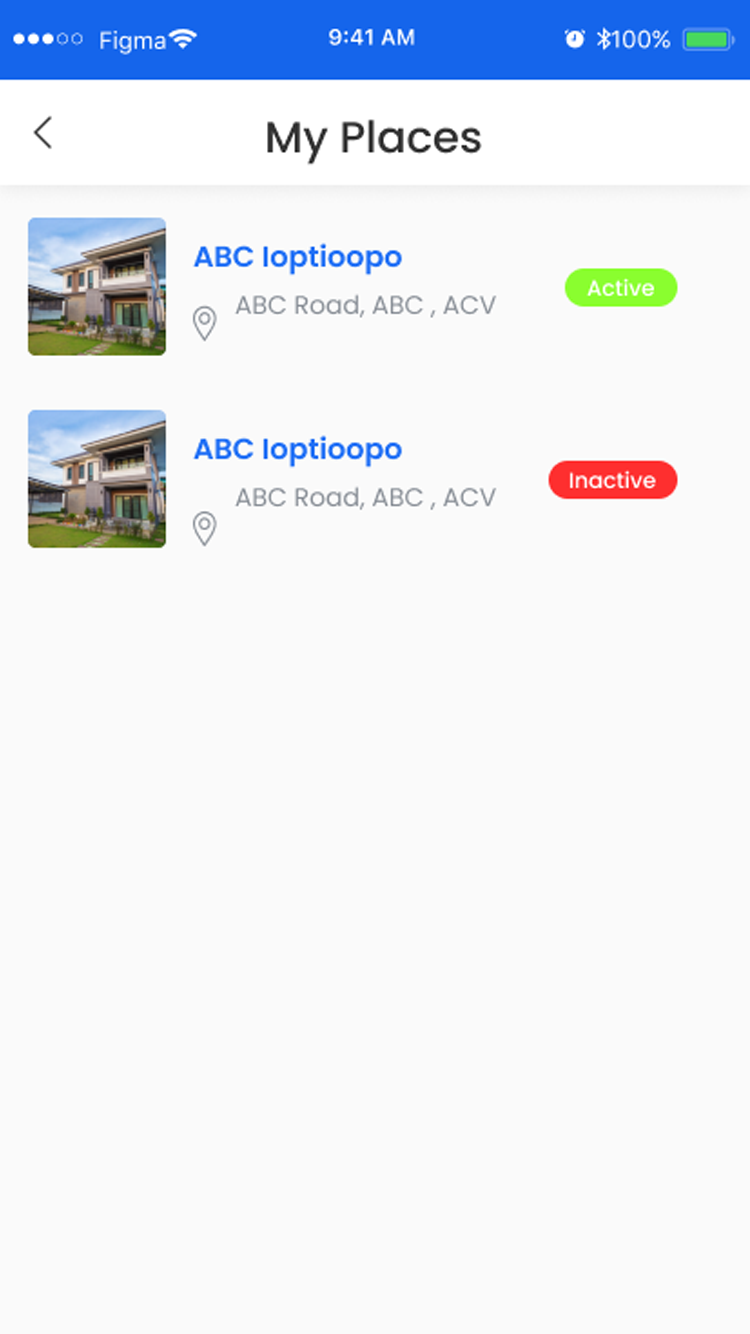 Figma 9:41 AM 100%
My Places
ABC Ioptioopo
ABC Road, ABC , ACV
Active
ABC Ioptioopo
ABC Road, ABC , ACV
Inactive